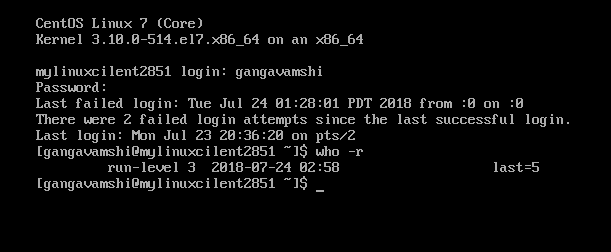 CentOS Linux 7 (Core)
Kernel 3.10.0-514.el7.x86_64 on an x86_64
mylinuxcilent2851 login: gangavamshi
Password:
Last failed login: Tue Jul 24 01:28:01 PDT 2018 from :0 on :0
There were 2 failed login attempts since the last successful login.
Last login: Mon Jul 23 20:36:20 on pts/2
[gangavamshi@mylinuxcilent2851 ~]$ who -r
run-level 3 2018-07-24 02:58 last=5
[gangavamshi@mylinuxcilent2851 ~]$ _